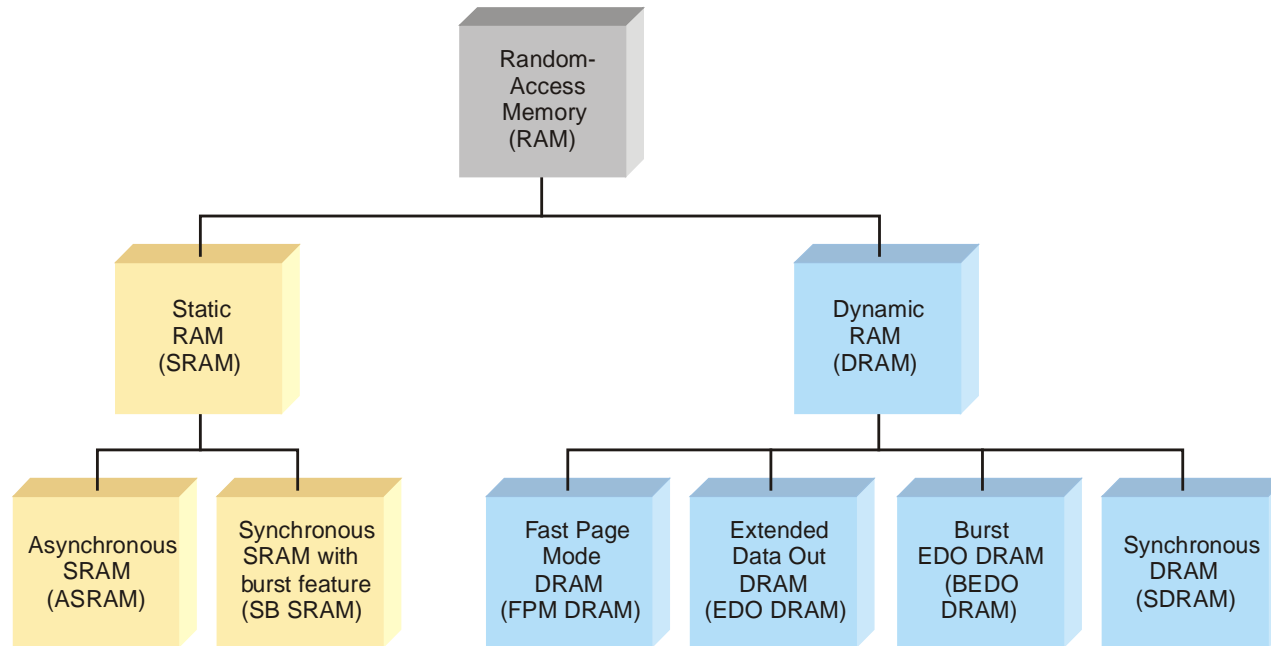 Random-
Access
Memory
(RAM)
Static
RAM
(SRAM)
Dynamic
RAM
(DRAM)
Asynchronous
SRAM
(ASRAM)
Synchronous
SRAM with
burst feature
(SB SRAM)
Fast Page
Mode
DRAM
(FPM DRAM)
Extended
Data Out
DRAM
(EDO DRAM)
Burst
EDO DRAM
(BEDO
DRAM)
Synchronous
DRAM
(SDRAM)